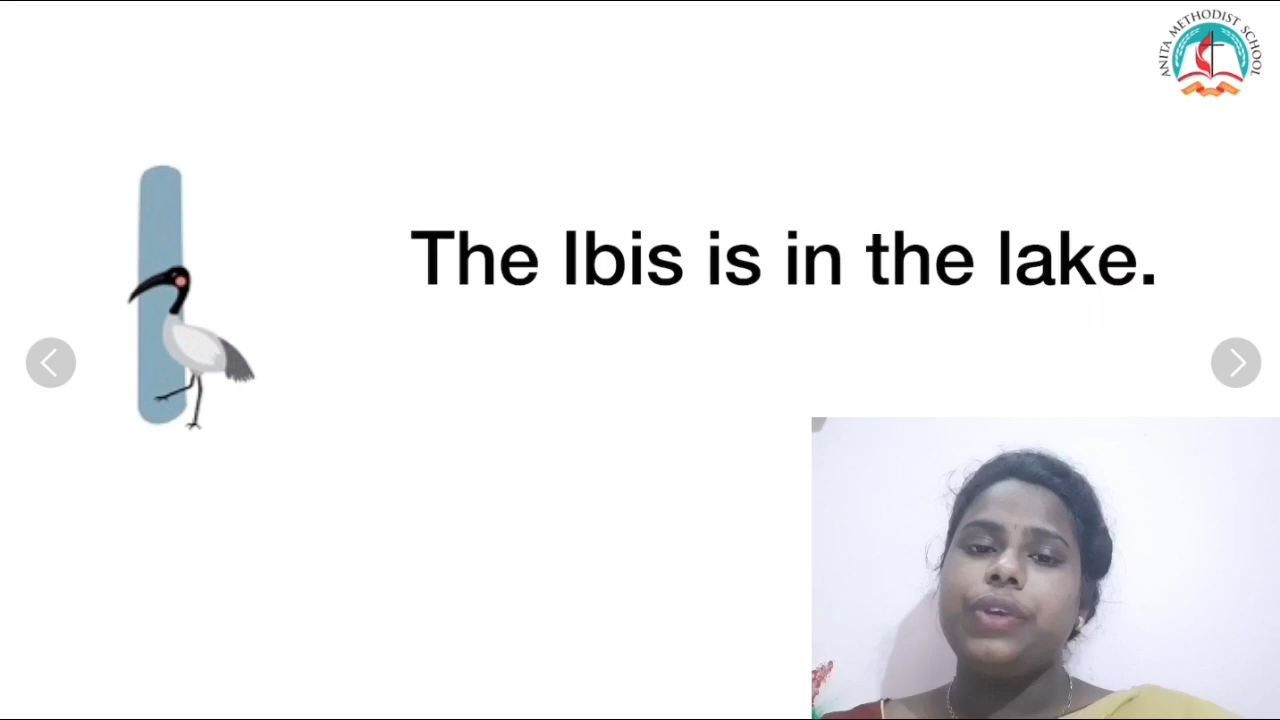 ANITA METHODIST SCHOOL
I
The Ibis is in the lake.